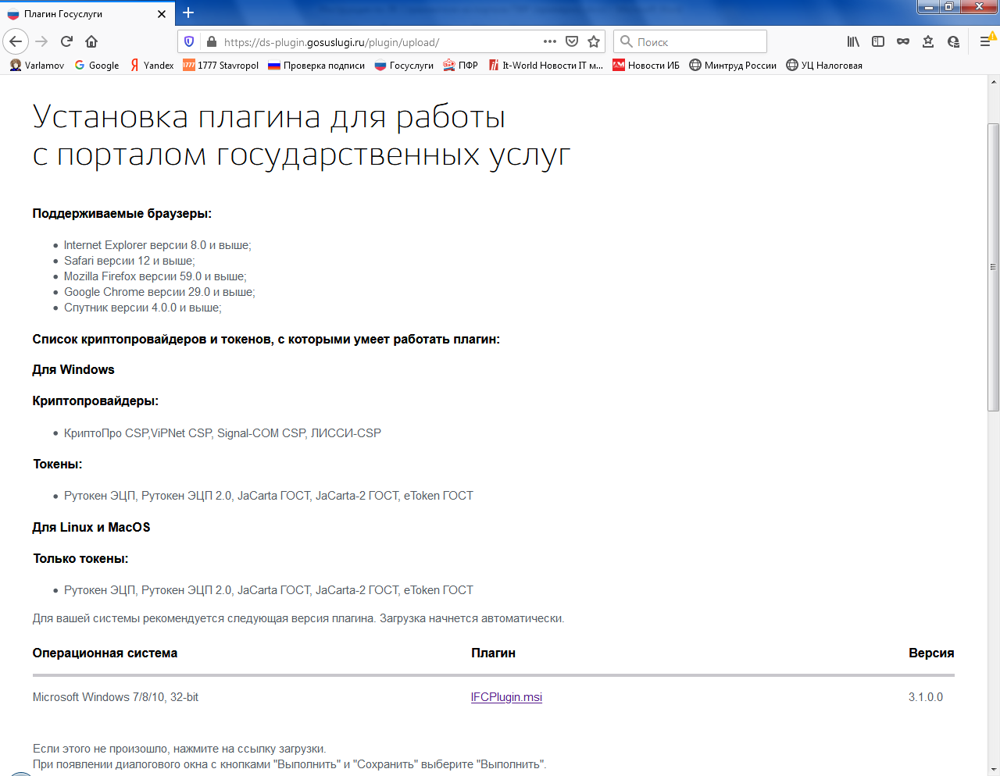 Плагин Госуслуги
https://ds-plugin.gosuslugi.ru/plugin/upload/
Поиск
Varlamov
Google
Yandex
1777 Stavropol
Проверка подписи
Госуслуги
ПФР
It-World Новости IT м...
Новости ИБ
Минтруд России
УЦ Налоговая
Установка плагина для работы
с порталом государственных услуг
Поддерживаемые браузеры:
Internet Explorer версии 8.0 и выше;
Safari версии 12 и выше;
Mozilla Firefox версии 59.0 и выше;
Google Chrome версии 29.0 и выше;
Спутник версии 4.0.0 и выше;
Список криптопровайдеров и токенов, с которыми умеет работать плагин:
Для Windows
Криптопровайдеры:
КриптоПро CSP,ViPNet CSP, Signal-COM CSP, ЛИССИ-CSP
Токены:
Рутокен ЭЦП, Рутокен ЭЦП 2.0, JaCarta ГОСТ, JaCarta-2 ГОСТ, eToken ГОСТ
Для Linux и MacOS
Только токены:
Рутокен ЭЦП, Рутокен ЭЦП 2.0, JaCarta ГОСТ, JaCarta-2 ГОСТ, eToken ГОСТ
Для вашей системы рекомендуется следующая версия плагина. Загрузка начнется автоматически.
Операционная система Плагин Версия
Microsoft Windows 7/8/10, 32-bit IFCPlugin.msi 3.1.0.0
Если этого не произошло, нажмите на ссылку загрузки.
При появлении диалогового окна с кнопками "Выполнить" и "Сохранить" выберите "Выполнить".